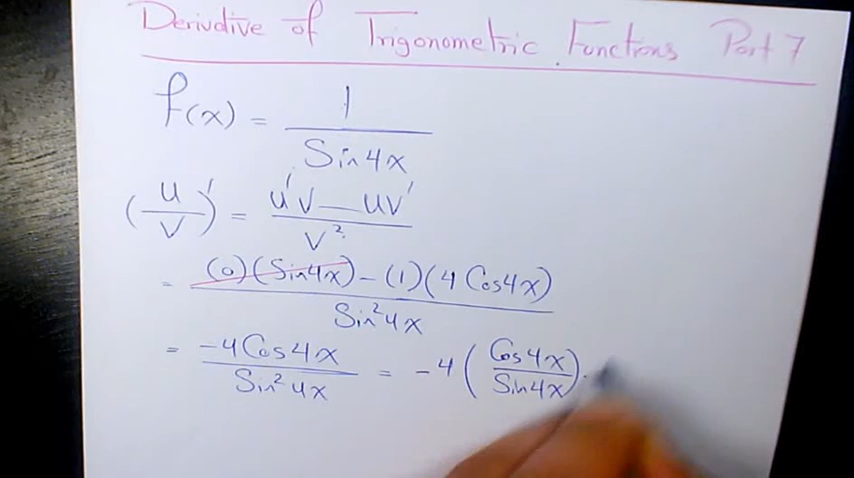 Derivative of Trigonometric Functions Part 7
f(x) = 1 / Sin4x
(u/v)' = (u'v - uv') / v²
= (0)(Sin4x) - (1)(4Cos4x) / Sin²4x
= -4Cos4x / Sin²4x = -4(Cos4x / Sin4x).